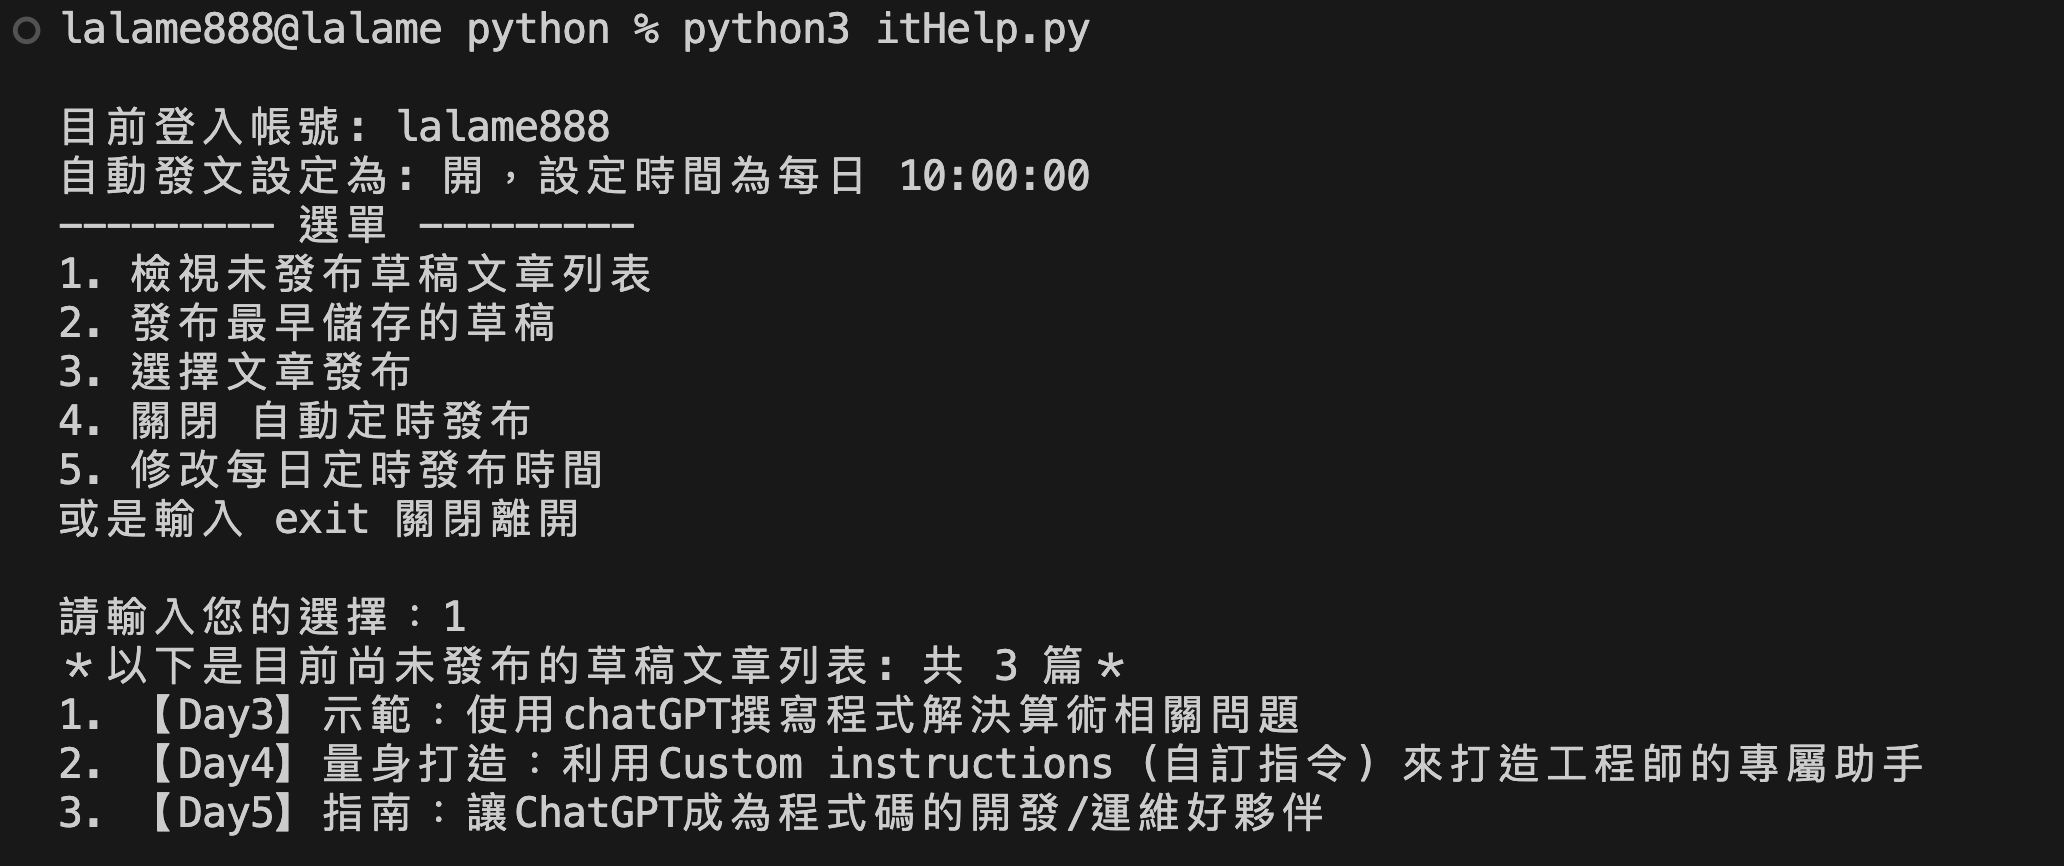 lalame888@lalame python % python3 itHelp.py
目前登入帳號: lalame888
自動發文設定為: 開，設定時間為每日 10:00:00
--------- 選單 ---------
1. 檢視未發布草稿文章列表
2. 發布最早儲存的草稿
3. 選擇文章發布
4. 關閉 自動定時發布
5. 修改每日定時發布時間
或是輸入 exit 關閉離開
請輸入您的選擇：1
＊以下是目前尚未發布的草稿文章列表: 共 3 篇＊
1. 【Day3】示範：使用chatGPT撰寫程式解決算術相關問題
2. 【Day4】量身打造：利用Custom instructions (自訂指令) 來打造工程師的專屬助手
3. 【Day5】指南：讓ChatGPT成為程式碼的開發/運維好夥伴